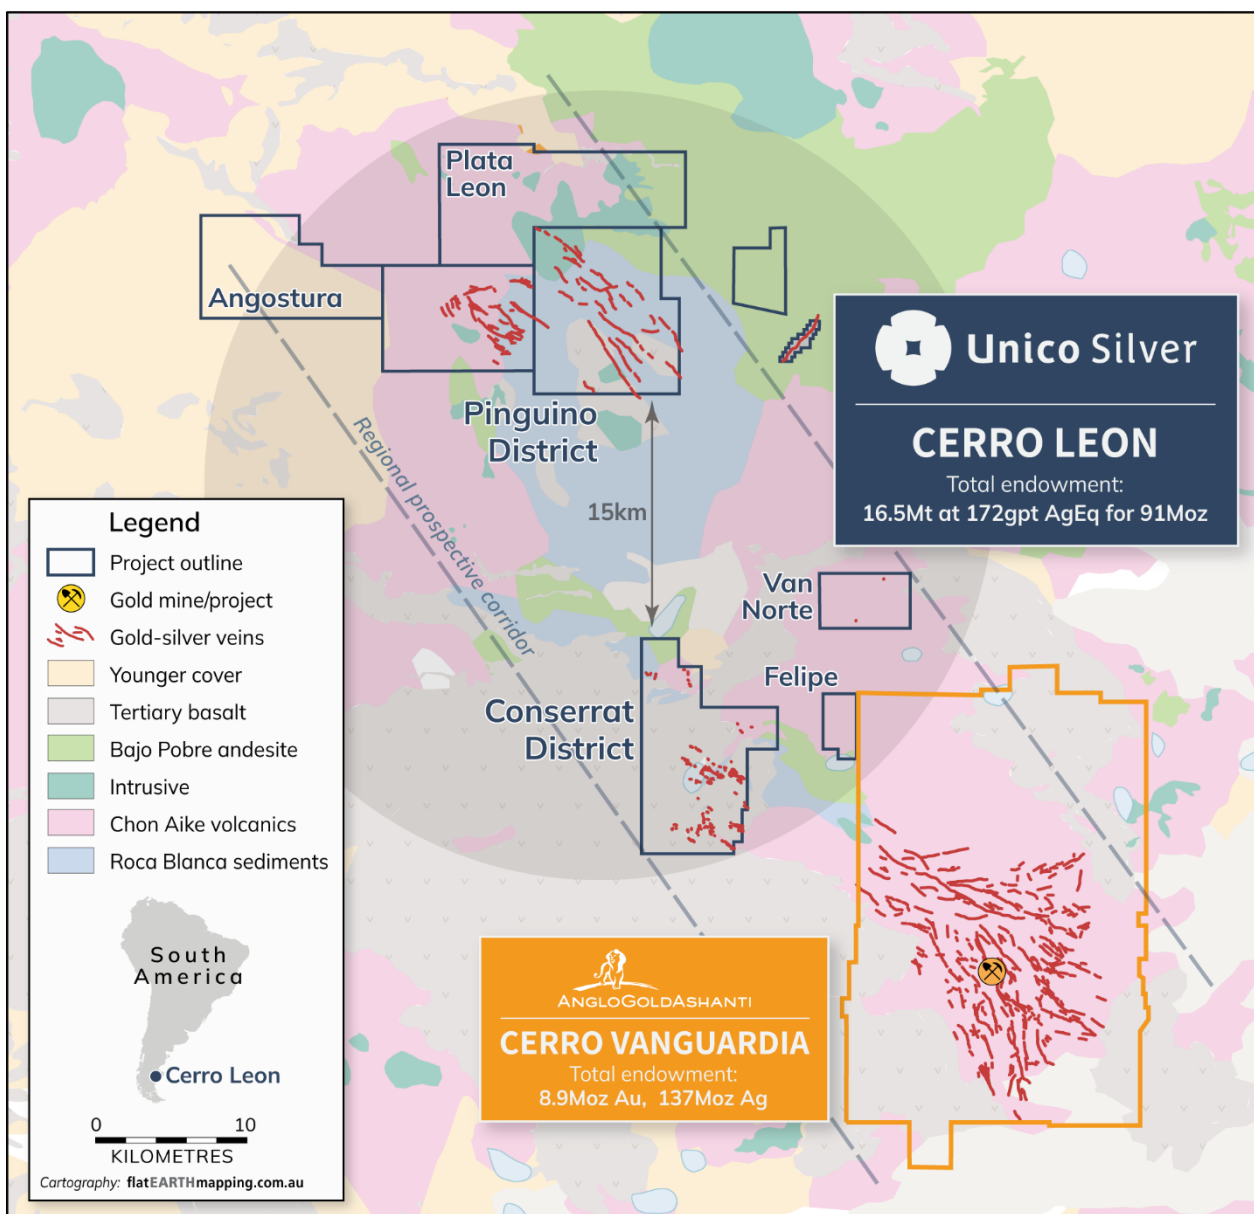 Plata
Leon
Angostura
Pinguino
District
Regional prospective corridor
15km
Unico Silver
CERRO LEON
Total endowment:
16.5Mt at 172gpt AgEq for 91Moz
Van
Norte
Felipe
Conserrat
District
ANGLOGOLDASHANTI
CERRO VANGUARDIA
Total endowment:
8.9Moz Au, 137Moz Ag
Legend
Project outline
Gold mine/project
Gold-silver veins
Younger cover
Tertiary basalt
Bajo Pobre andesite
Intrusive
Chon Aike volcanics
Roca Blanca sediments
South
America
Cerro Leon
0 10
KILOMETRES
Cartography: flatEARTHmapping.com.au